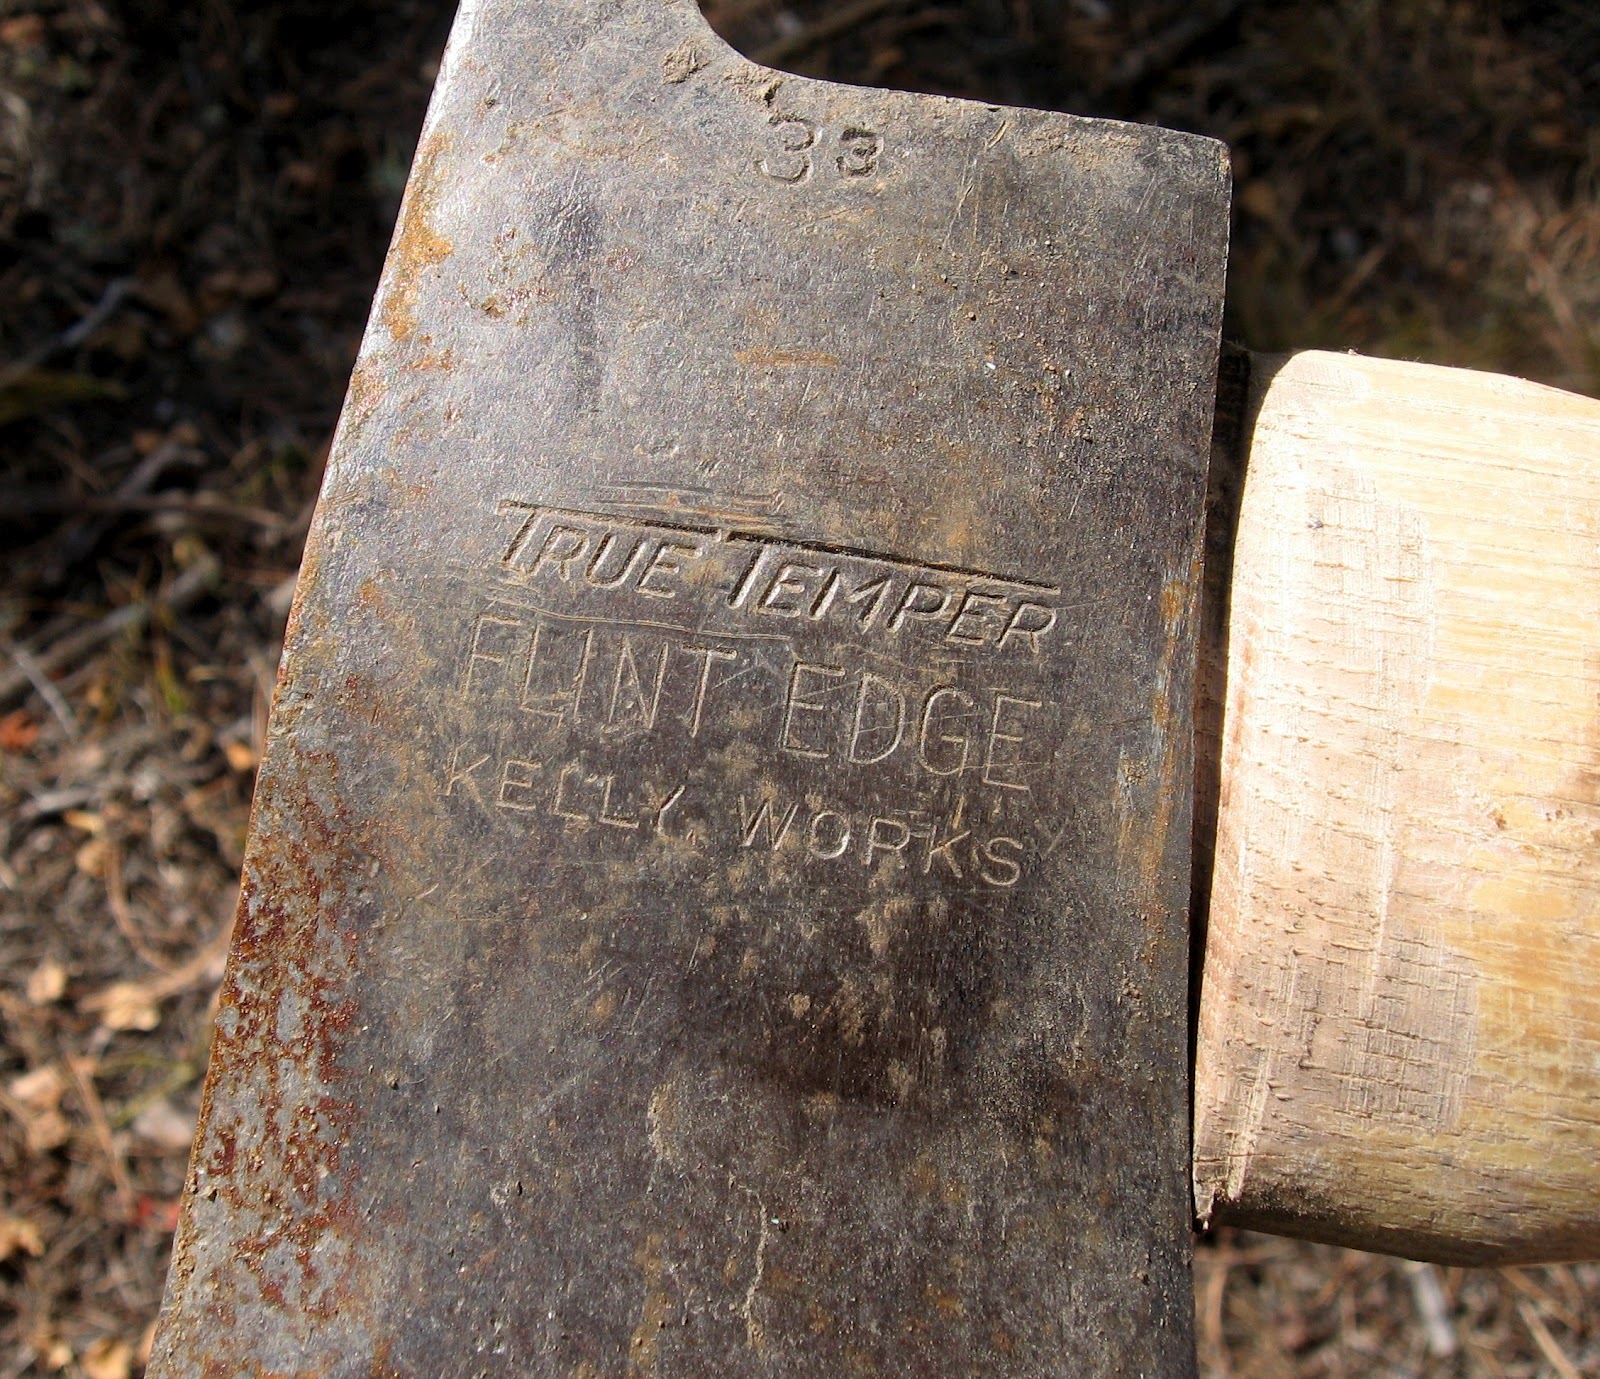 33
TRUE TEMPER
FLINT EDGE
KELLY WORKS